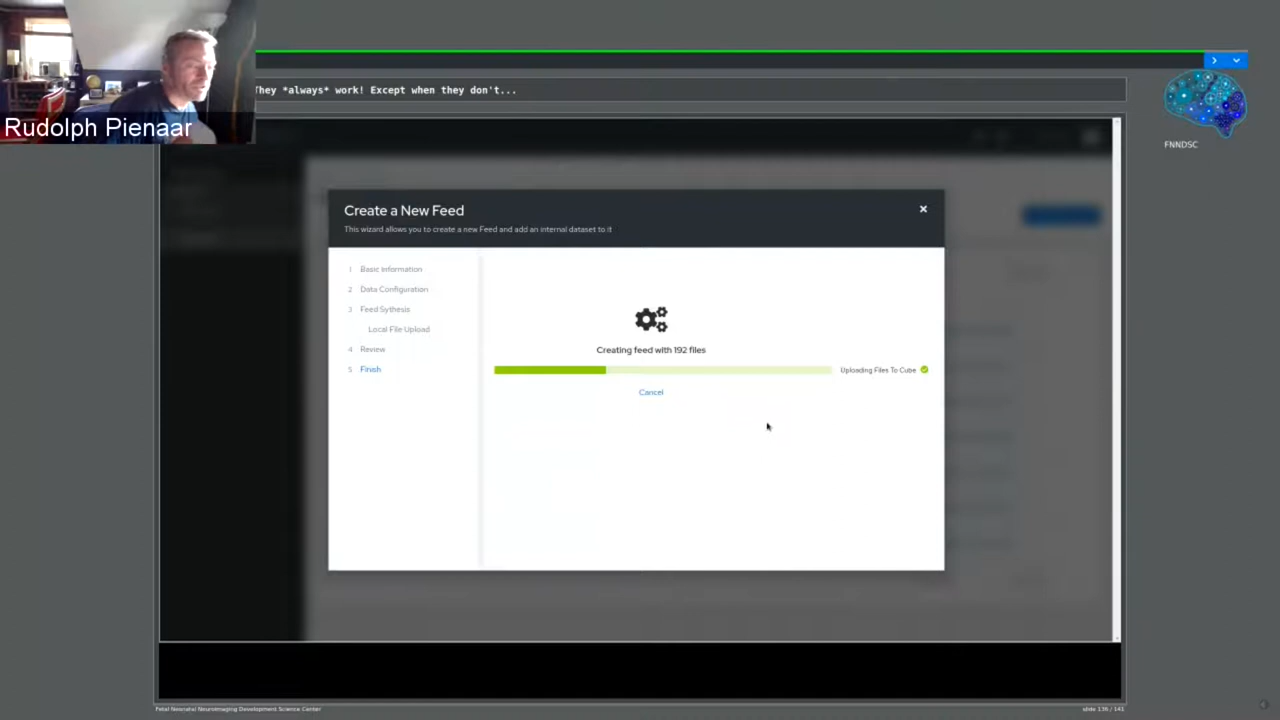 They *always* work! Except when they don't...
Rudolph Pienaar
FNNDSC
Create a New Feed
This wizard allows you to create a new Feed and add an internal dataset to it
1 Basic Information
2 Data Configuration
3 Feed Sythesis
Local File Upload
4 Review
5 Finish
Creating feed with 192 files
Uploading Files To Cube
Cancel
Fetal Neonatal Neuroimaging Development Science Center
slide 136 / 141